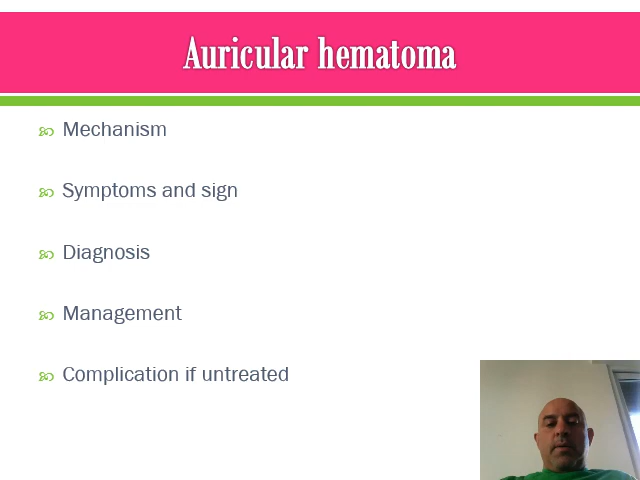 Auricular hematoma
Mechanism
Symptoms and sign
Diagnosis
Management
Complication if untreated